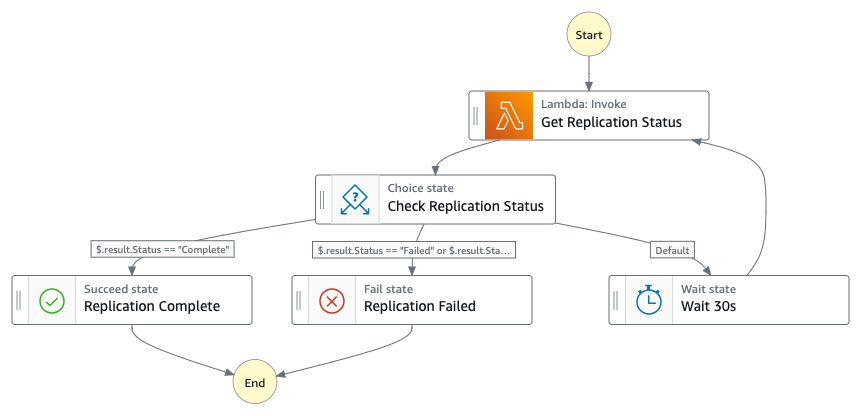 Start
Lambda: Invoke
Get Replication Status
Choice state
Check Replication Status
$.result.Status == "Complete"
$.result.Status == "Failed" or $.result.Sta...
Default
Succeed state
Replication Complete
Fail state
Replication Failed
Wait state
Wait 30s
End